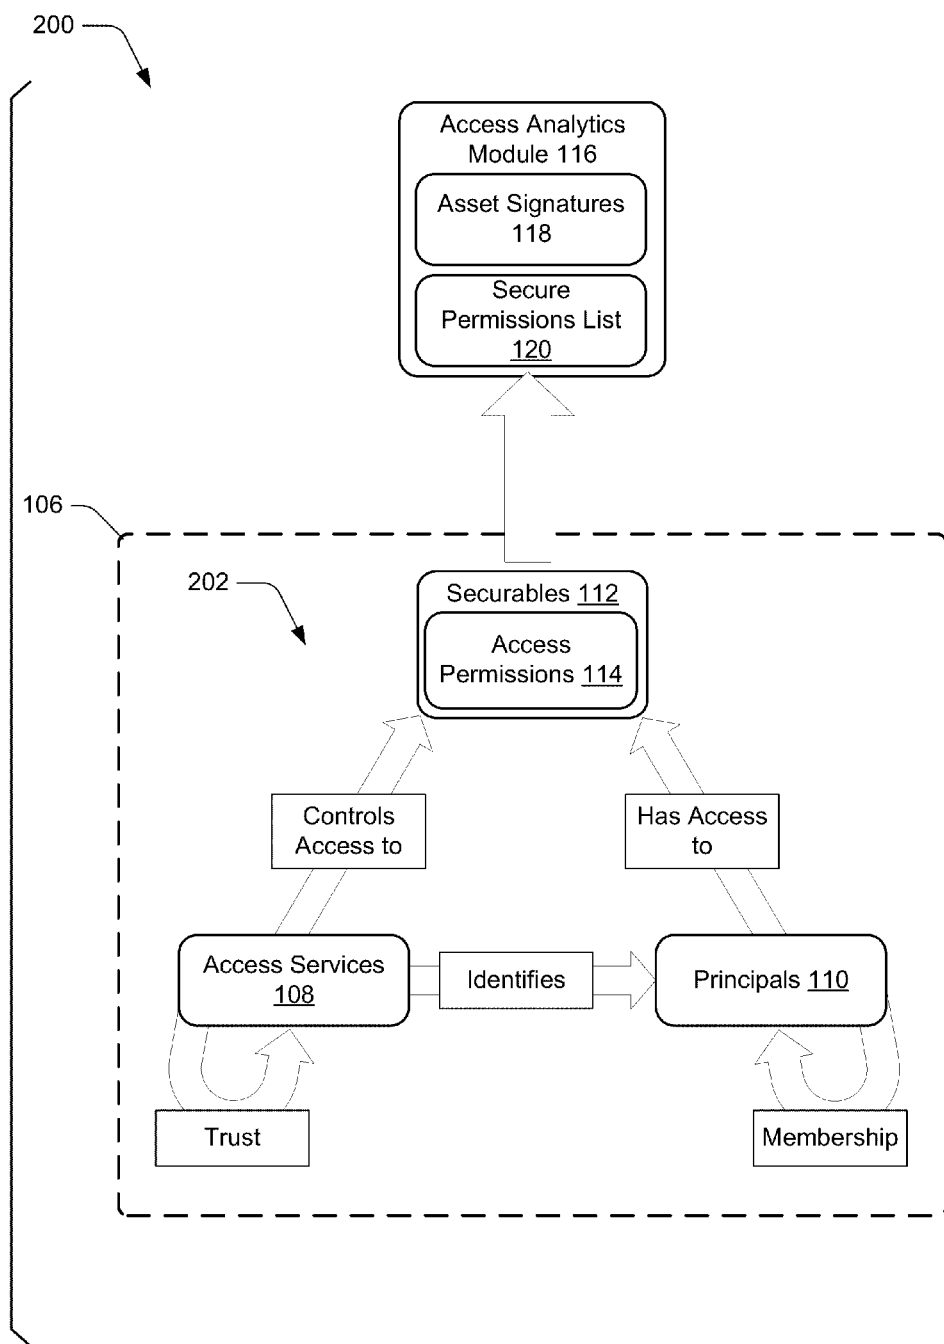 200
Access Analytics
Module 116
Asset Signatures
118
Secure
Permissions List
120
106
202
Securables 112
Access
Permissions 114
Controls
Access to
Has Access
to
Access Services
108
Identifies
Principals 110
Trust
Membership